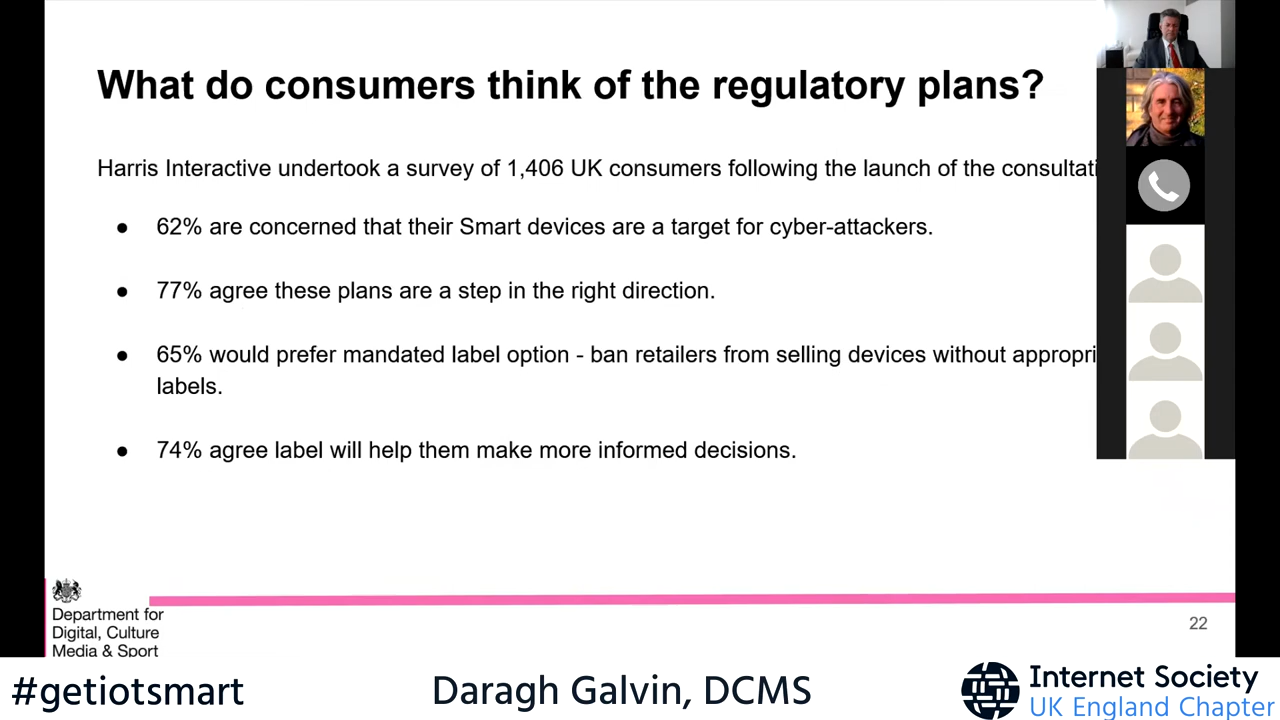 What do consumers think of the regulatory plans?
Harris Interactive undertook a survey of 1,406 UK consumers following the launch of the consultati
● 62% are concerned that their Smart devices are a target for cyber-attackers.
● 77% agree these plans are a step in the right direction.
● 65% would prefer mandated label option - ban retailers from selling devices without appropri
labels.
● 74% agree label will help them make more informed decisions.
Department for
Digital, Culture
Media & Sport
22
#getiotsmart
Daragh Galvin, DCMS
Internet Society
UK England Chapter